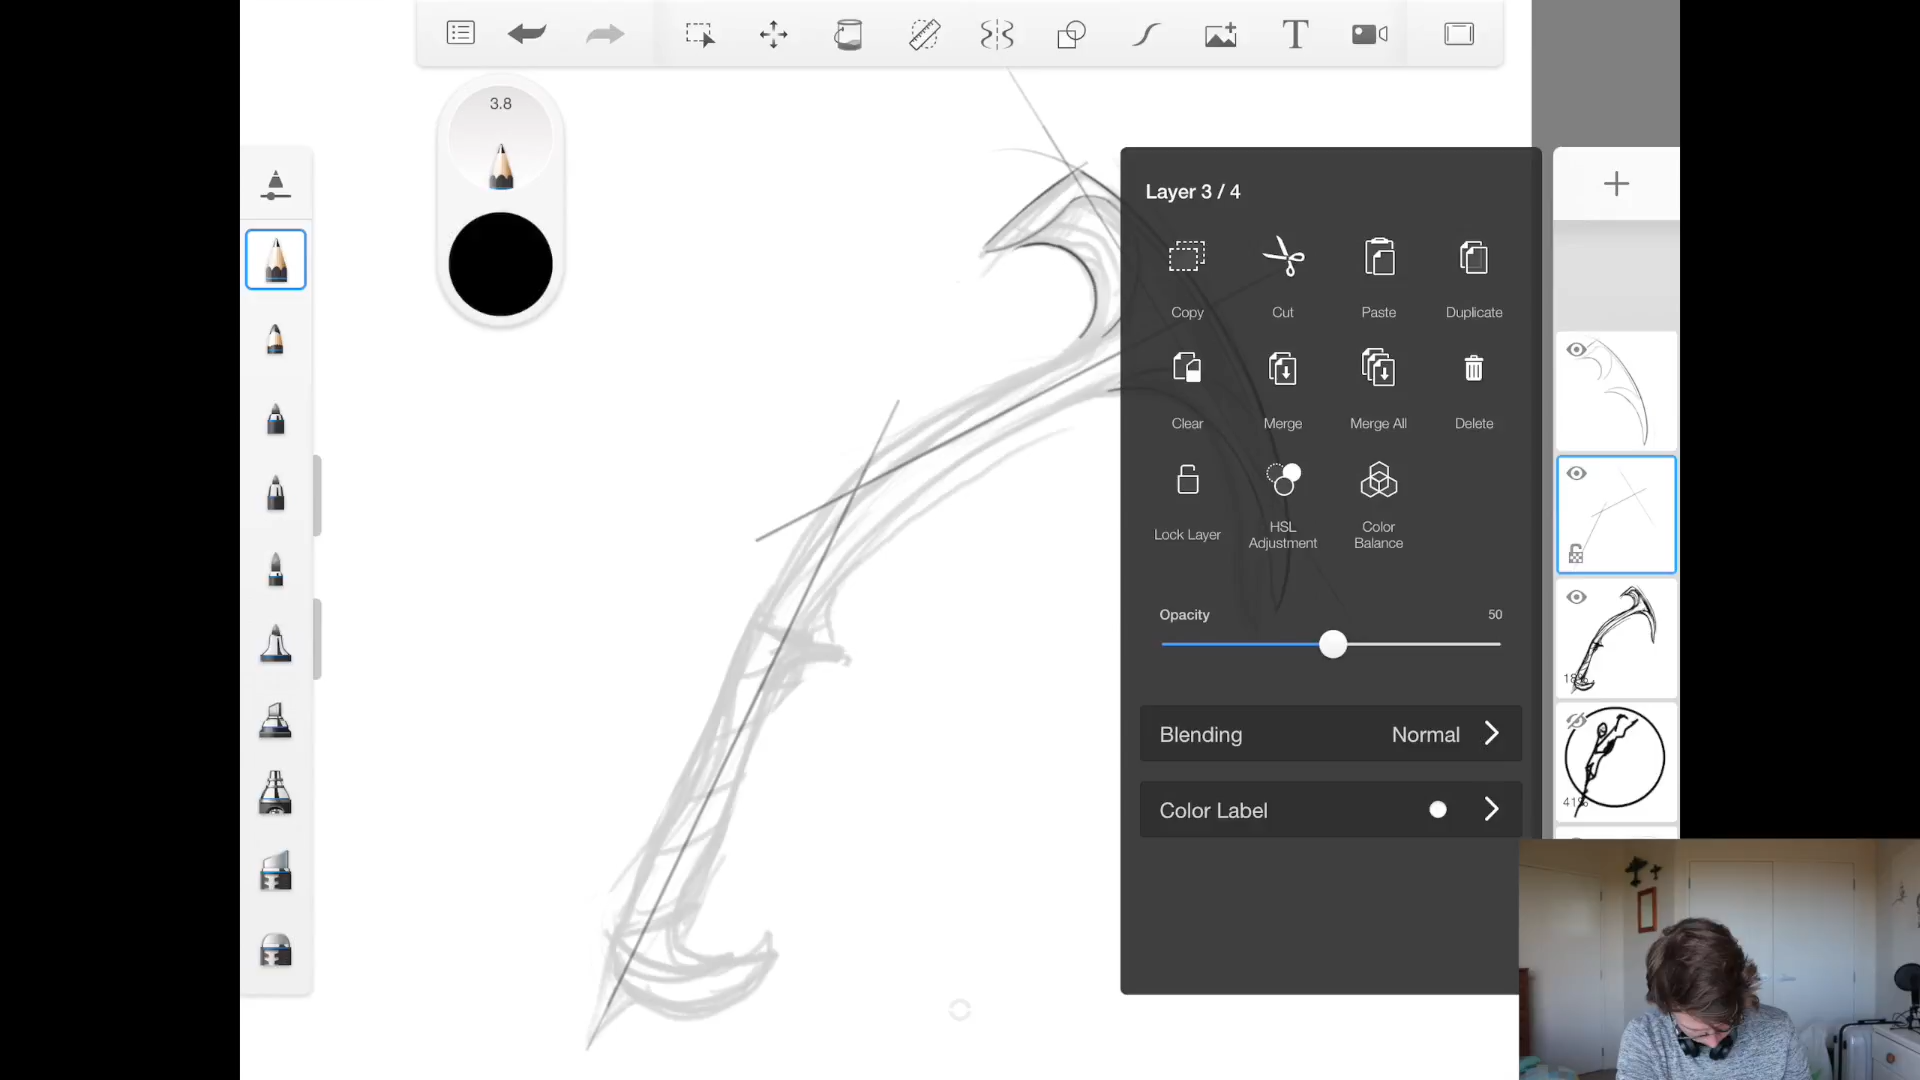 3.8
Layer 3 / 4
Copy
Cut
Paste
Duplicate
Clear
Merge
Merge All
Delete
Lock Layer
HSL
Adjustment
Color
Balance
Opacity
50
Blending
Normal
Color Label
41%